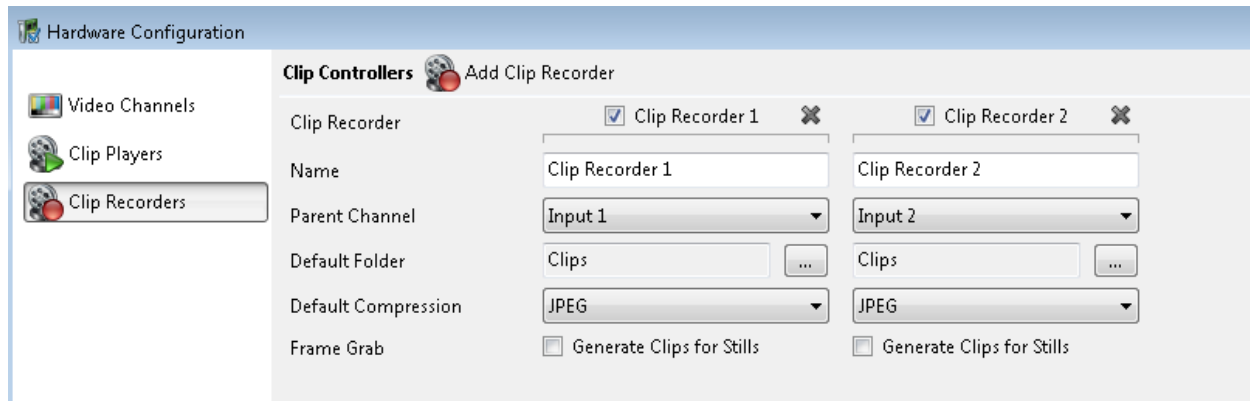 Hardware Configuration
Clip Controllers Add Clip Recorder
Video Channels
Clip Players
Clip Recorders
Clip Recorder Clip Recorder 1 Clip Recorder 2
Name Clip Recorder 1 Clip Recorder 2
Parent Channel Input 1 Input 2
Default Folder Clips ... Clips ...
Default Compression JPEG JPEG
Frame Grab Generate Clips for Stills Generate Clips for Stills